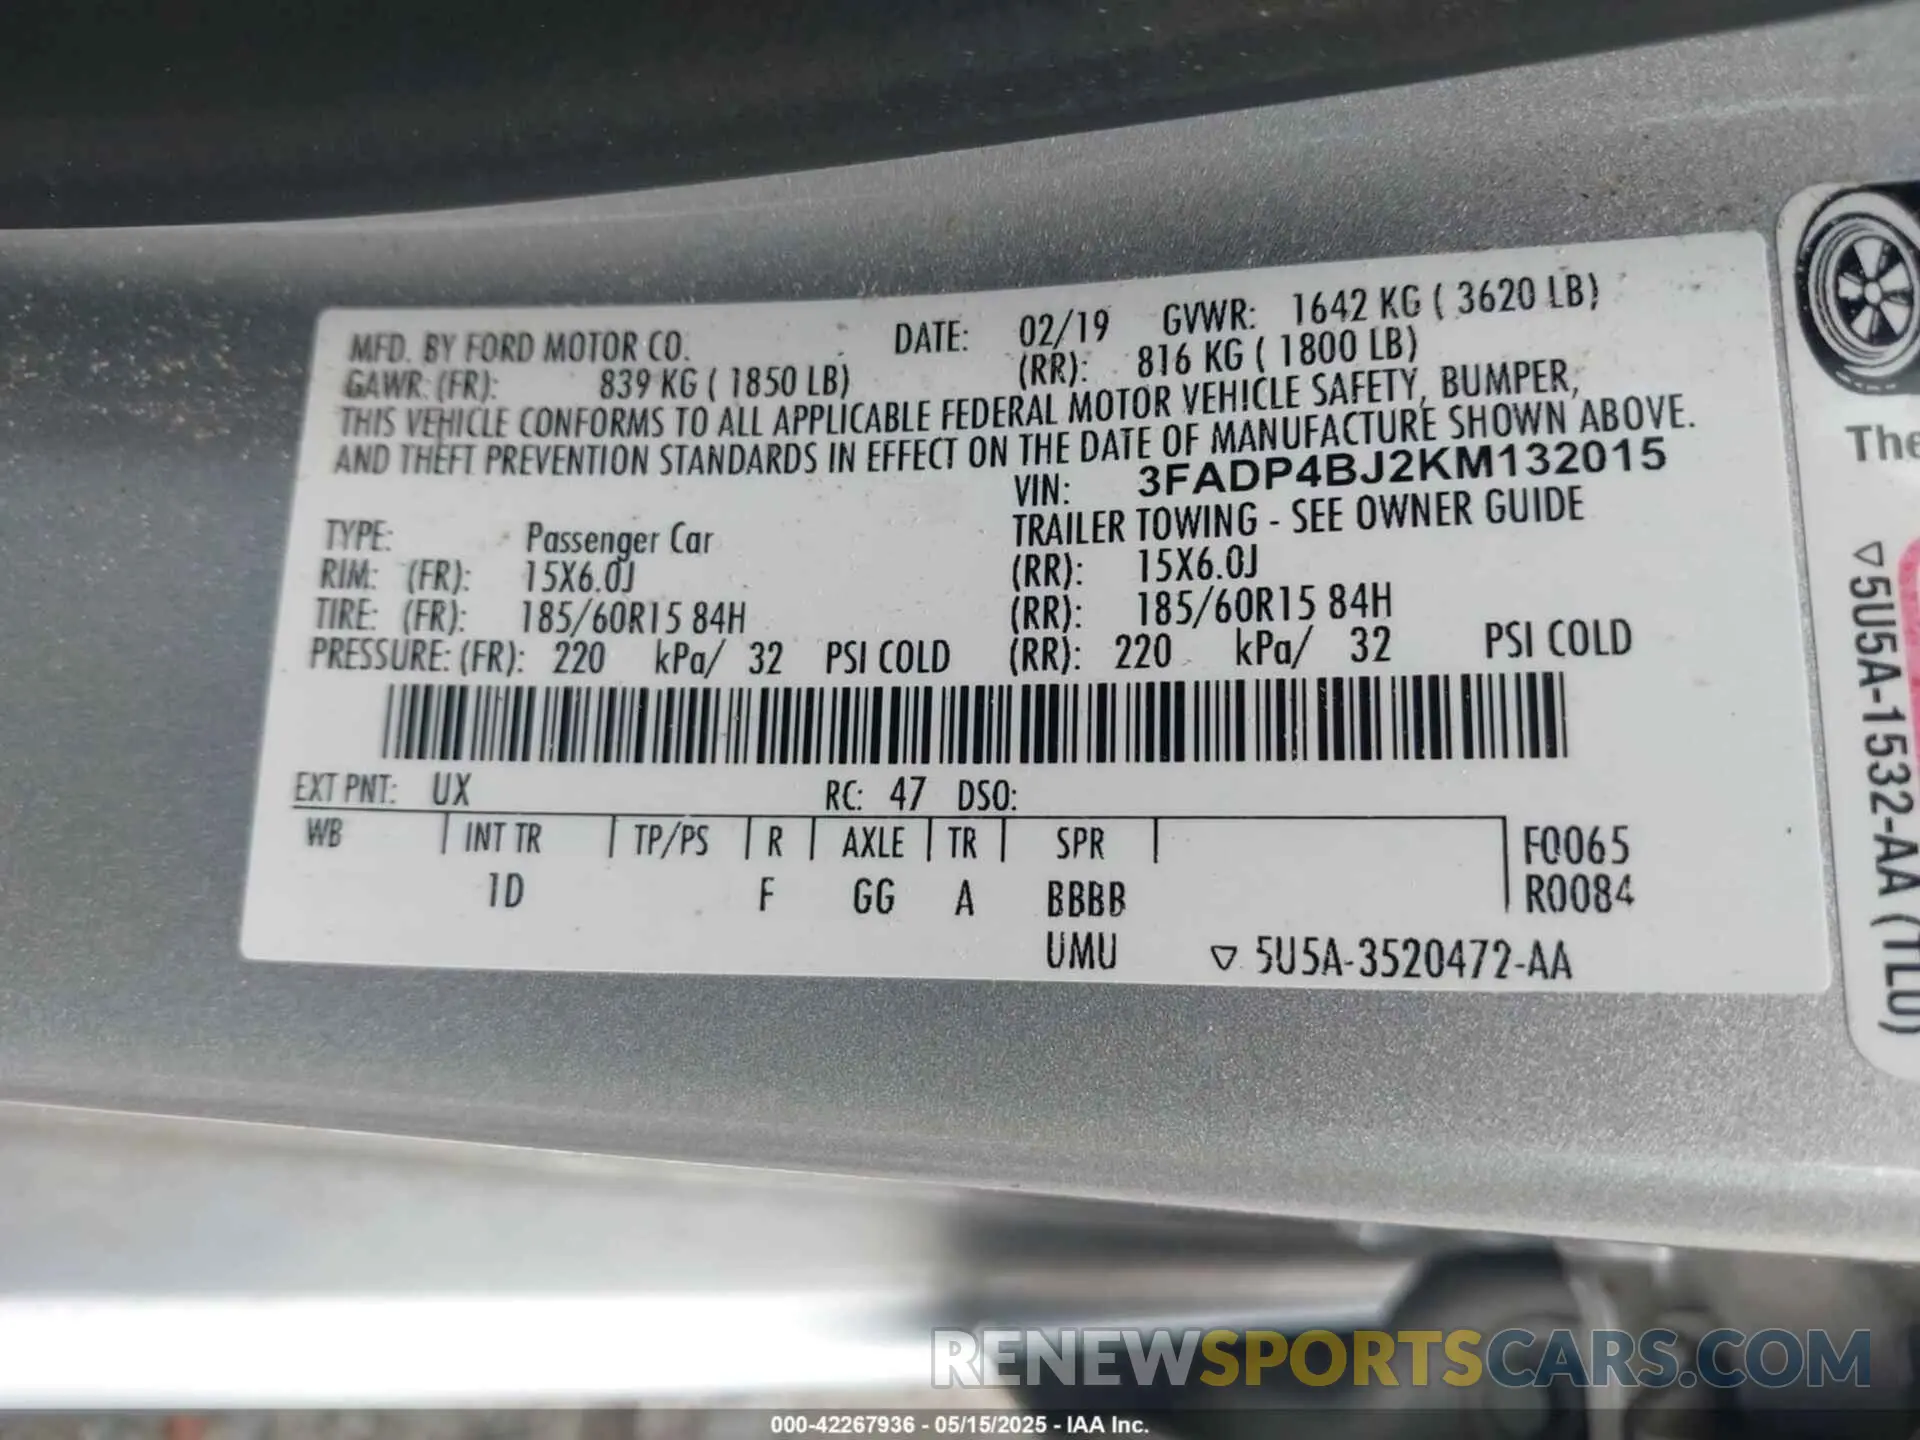 MFD. BY FORD MOTOR CO. DATE: 02/19 GVWR: 1642 KG ( 3620 LB)
GAWR: (FR): 839 KG ( 1850 LB) (RR): 816 KG ( 1800 LB)
THIS VEHICLE CONFORMS TO ALL APPLICABLE FEDERAL MOTOR VEHICLE SAFETY, BUMPER,
AND THEFT PREVENTION STANDARDS IN EFFECT ON THE DATE OF MANUFACTURE SHOWN ABOVE.
VIN: 3FADP4BJ2KM132015
TRAILER TOWING - SEE OWNER GUIDE
TYPE: Passenger Car
RIM: (FR): 15X6.0J (RR): 15X6.0J
TIRE: (FR): 185/60R15 84H (RR): 185/60R15 84H
PRESSURE: (FR): 220 kPa/ 32 PSI COLD (RR): 220 kPa/ 32 PSI COLD
EXT PNT: UX RC: 47 DSO:
WB INT TR TP/PS R AXLE TR SPR F0065
1D F GG A BBBB R0084
UMU ▽ 5U5A-3520472-AA
The
▽5U5A-1532-AA (TLU)
RENEWSPORTSCARS.COM
000-42267936 - 05/15/2025 - IAA Inc.